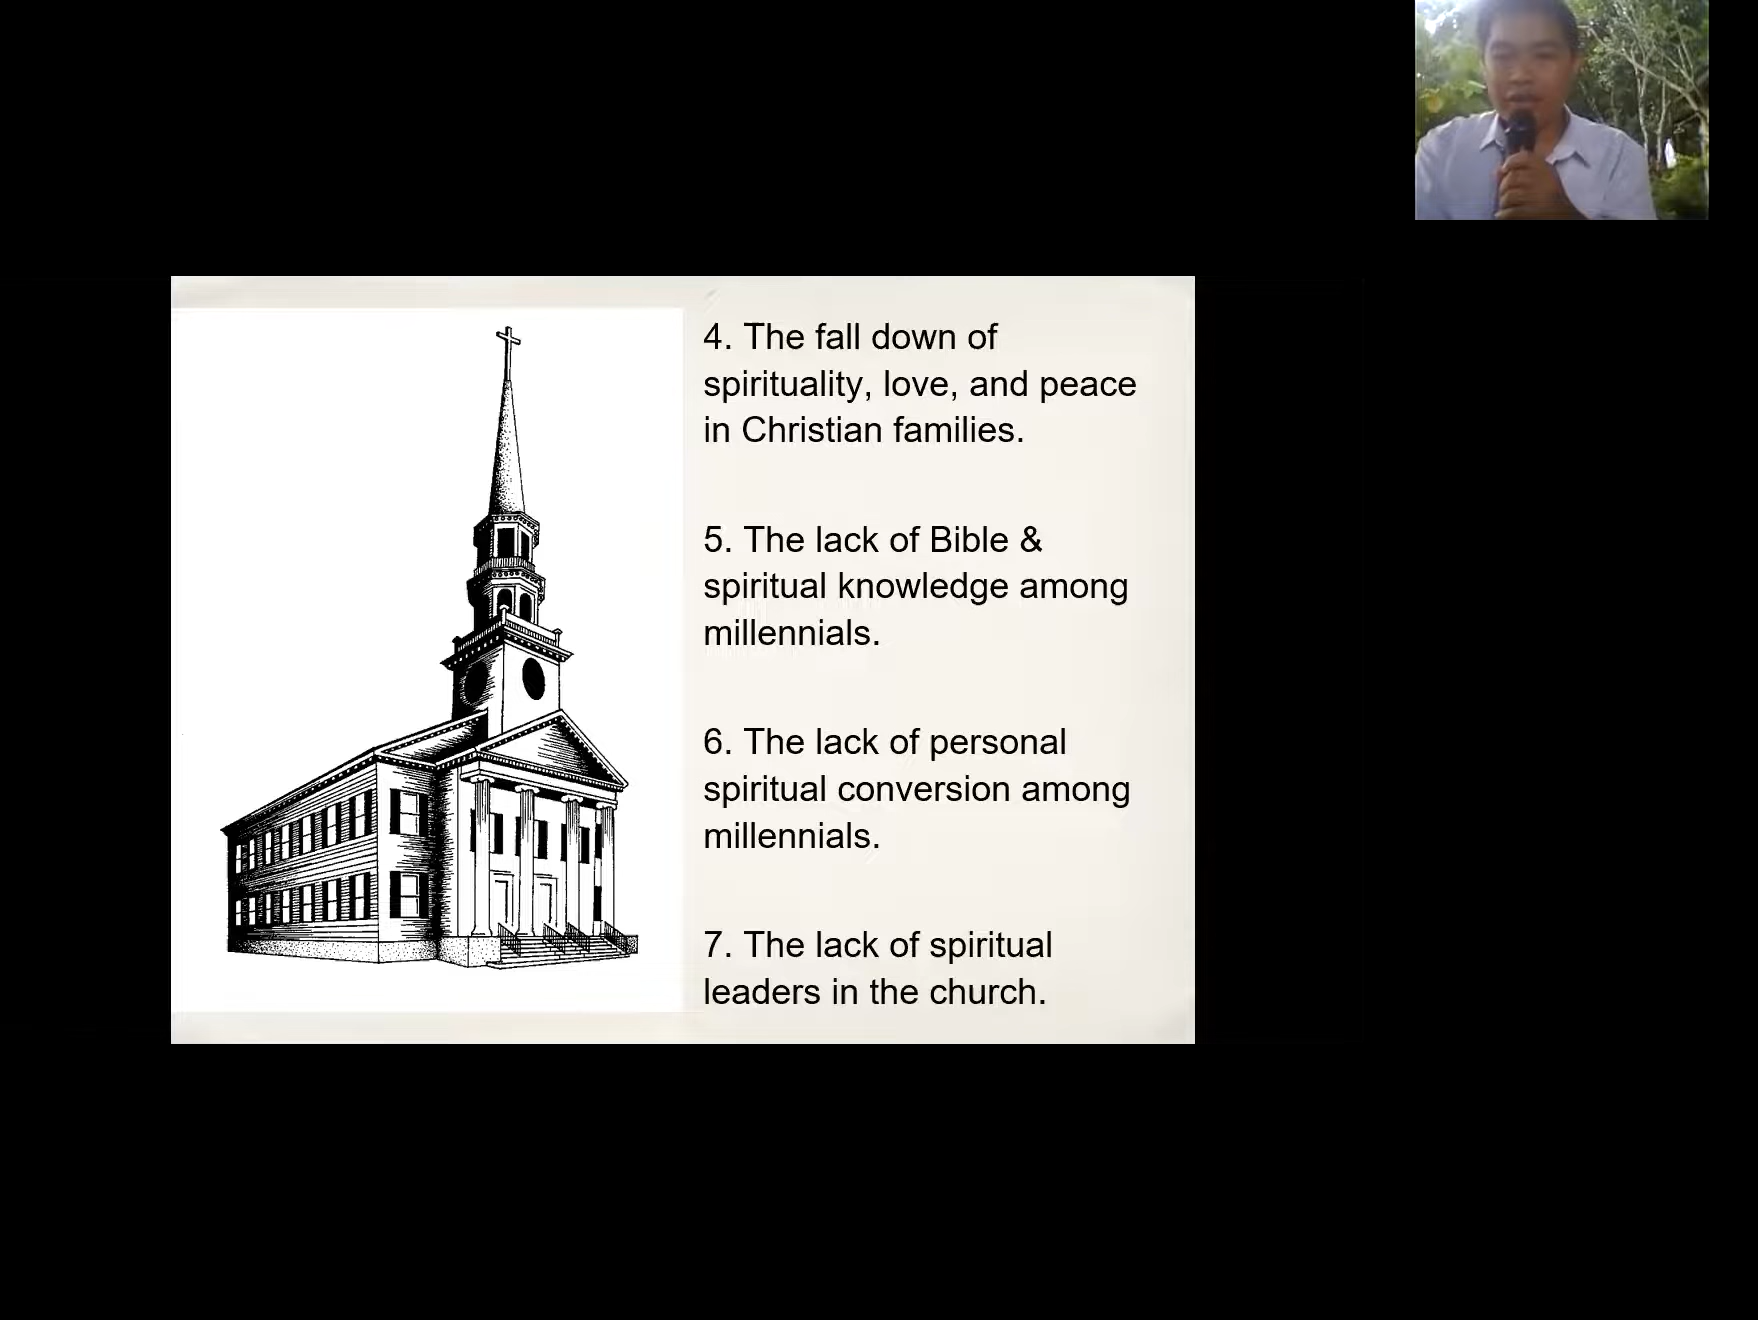 4. The fall down of
spirituality, love, and peace
in Christian families.
5. The lack of Bible &
spiritual knowledge among
millennials.
6. The lack of personal
spiritual conversion among
millennials.
7. The lack of spiritual
leaders in the church.